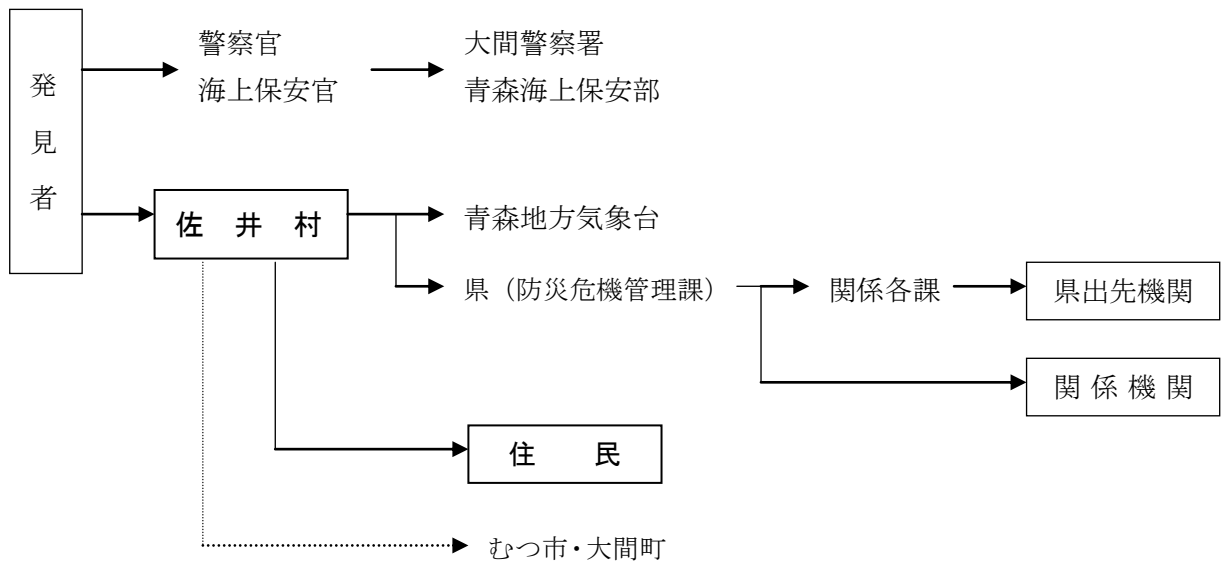 発見者
警察官
海上保安官
大間警察署
青森海上保安部
佐井村
青森地方気象台
県（防災危機管理課）
関係各課
県出先機関
関係機関
住民
むつ市・大間町